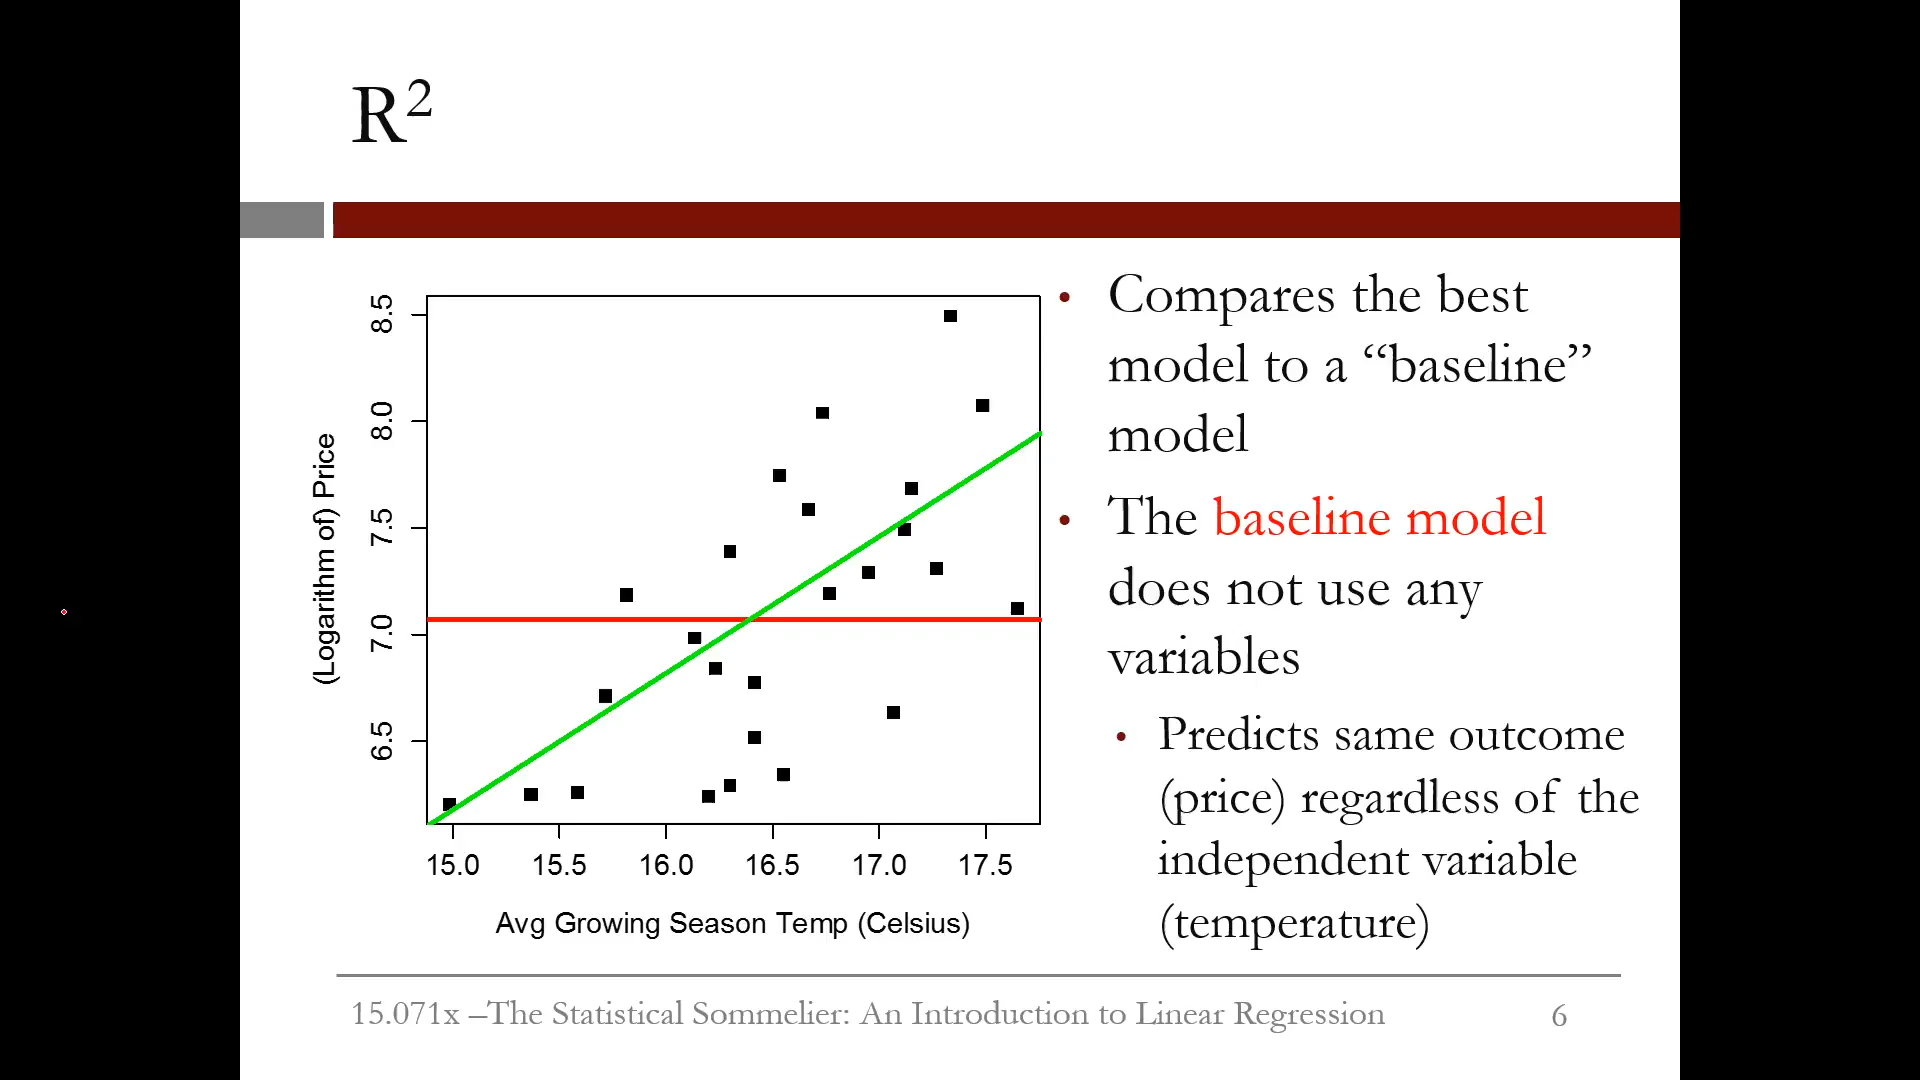 R²
8.5
8.0
7.5
7.0
6.5
(Logarithm of) Price
15.0 15.5 16.0 16.5 17.0 17.5
Avg Growing Season Temp (Celsius)
• Compares the best
model to a “baseline”
model
• The baseline model
does not use any
variables
• Predicts same outcome
(price) regardless of the
independent variable
(temperature)
15.071x –The Statistical Sommelier: An Introduction to Linear Regression 6